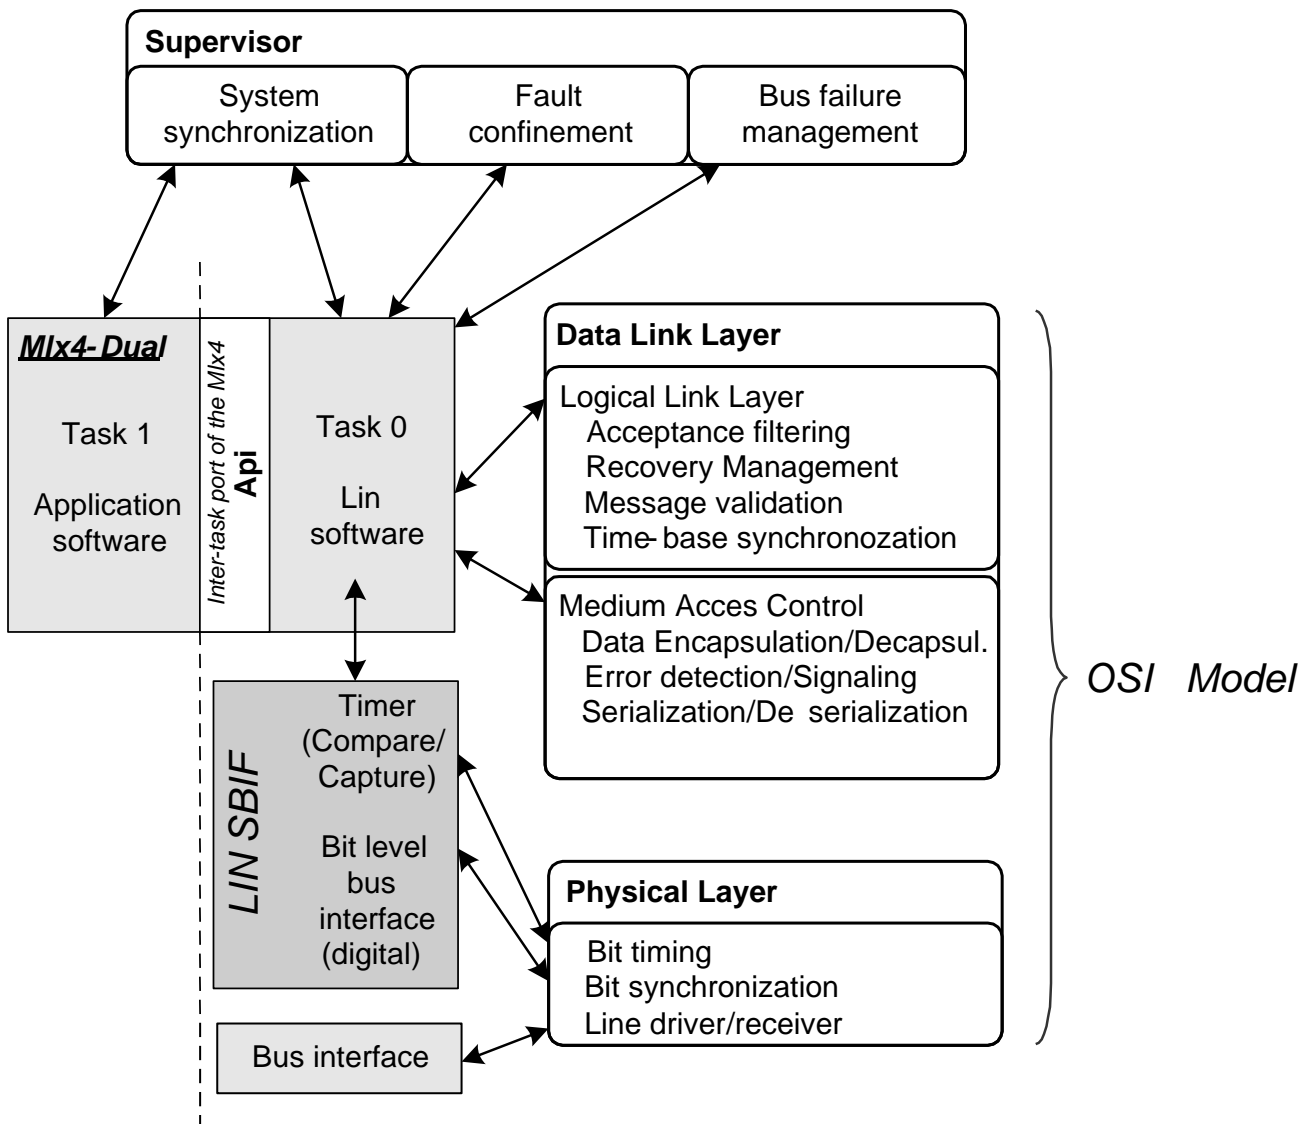 Supervisor
System
synchronization
Fault
confinement
Bus failure
management
Mlx4-Dual
Task 1
Application
software
Inter-task port of the Mlx4
Api
Task 0
Lin
software
Data Link Layer
Logical Link Layer
Acceptance filtering
Recovery Management
Message validation
Time-base synchronozation
Medium Acces Control
Data Encapsulation/Decapsul.
Error detection/Signaling
Serialization/De serialization
OSI Model
LIN SBIF
Timer
(Compare/
Capture)
Bit level
bus
interface
(digital)
Physical Layer
Bit timing
Bit synchronization
Line driver/receiver
Bus interface